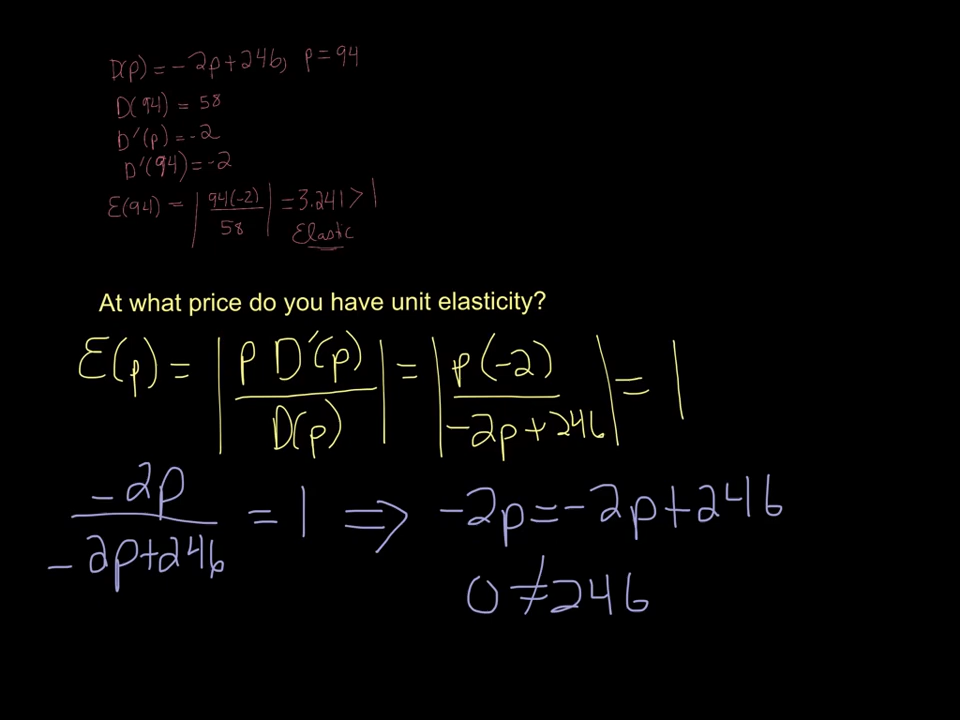 D(p) = -2p+246, p=94
D(94) = 58
D'(p) = -2
D'(94) = -2
E(94) = |94(-2)/58| = 3.241 > 1
Elastic
At what price do you have unit elasticity?
E(p) = |p D'(p)/D(p)| = |p(-2)/-2p+246| = 1
-2p/-2p+246 = 1 ⇒ -2p = -2p+246
0 ≠ 246